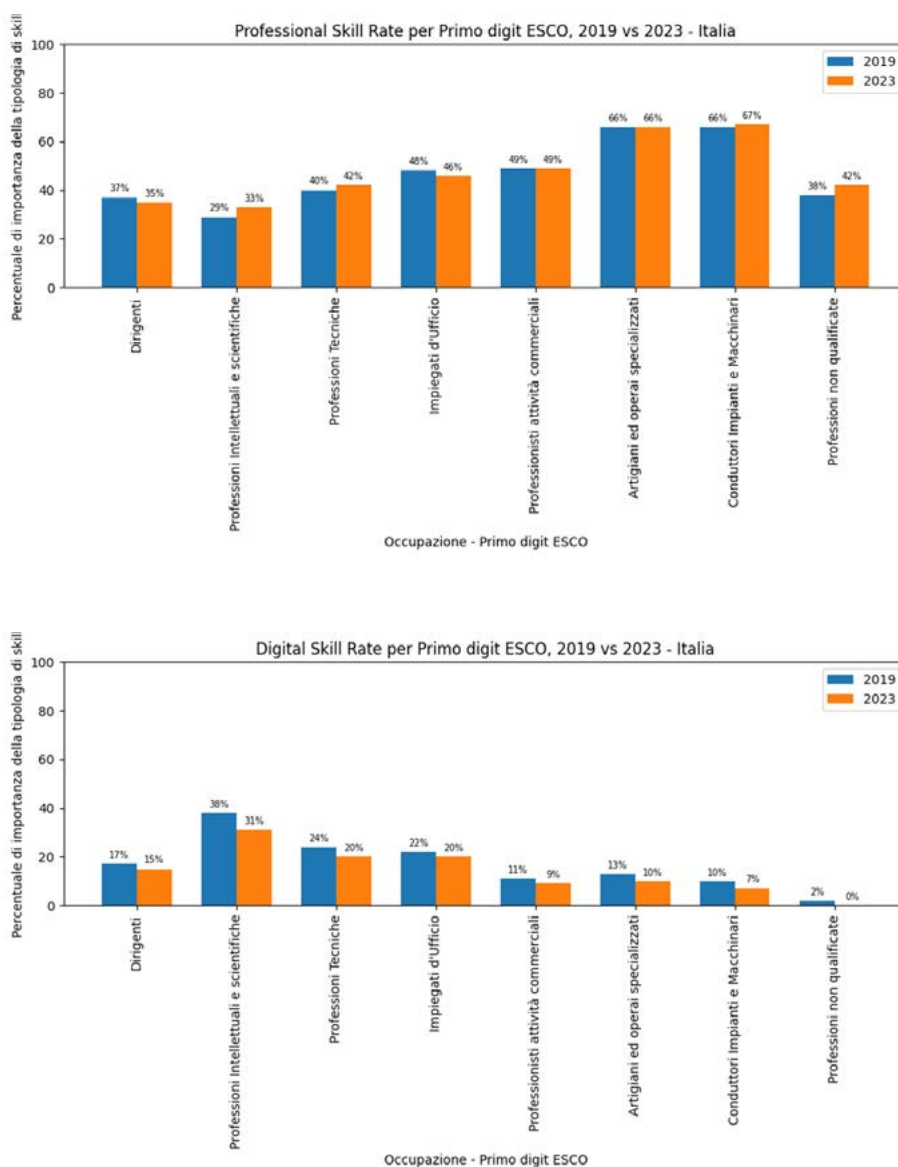 Professional Skill Rate per Primo digit ESCO, 2019 vs 2023 - Italia
Percentuale di importanza della tipologia di skil
100
80
60
40
20
0
2019
2023
37%
35%
29%
33%
40%
42%
48%
46%
49%
49%
66%
66%
66%
67%
38%
42%
Dirigenti
Professioni Intellettuali e scientifiche
Professioni Tecniche
Impiegati d'Ufficio
Professionisti attività commerciali
Artigiani ed operai specializzati
Conduttori Impianti e Macchinari
Professioni non qualificate
Occupazione - Primo digit ESCO
Digital Skill Rate per Primo digit ESCO, 2019 vs 2023 - Italia
Percentuale di importanza della tipologia di skil
100
80
60
40
20
0
2019
2023
17%
15%
38%
31%
24%
20%
22%
20%
11%
9%
13%
10%
10%
7%
2%
0%
Dirigenti
Professioni Intellettuali e scientifiche
Professioni Tecniche
Impiegati d'Ufficio
Professionisti attività commerciali
Artigiani ed operai specializzati
Conduttori Impianti e Macchinari
Professioni non qualificate
Occupazione - Primo digit ESCO